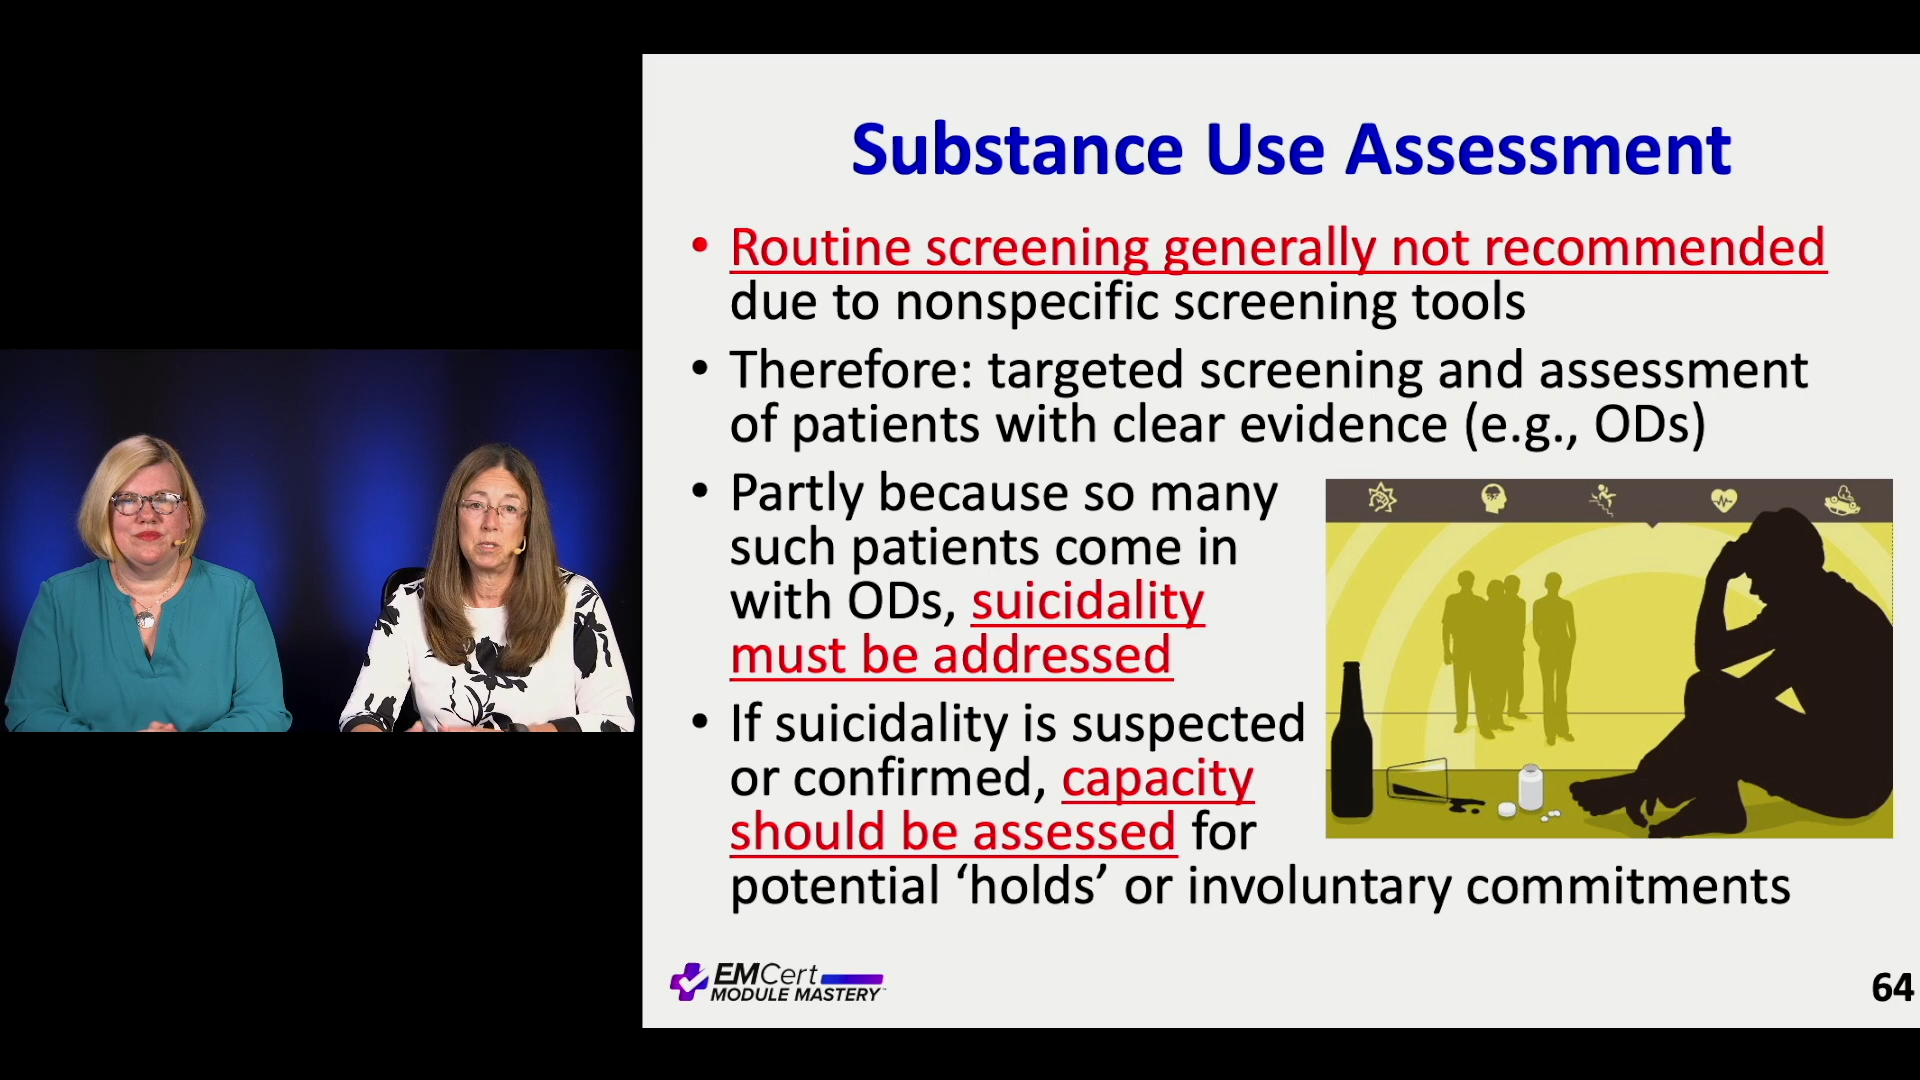 Substance Use Assessment
• Routine screening generally not recommended
due to nonspecific screening tools
• Therefore: targeted screening and assessment
of patients with clear evidence (e.g., ODs)
• Partly because so many
such patients come in
with ODs, suicidality
must be addressed
• If suicidality is suspected
or confirmed, capacity
should be assessed for
potential ‘holds’ or involuntary commitments
EMCert
MODULE MASTERY™
64